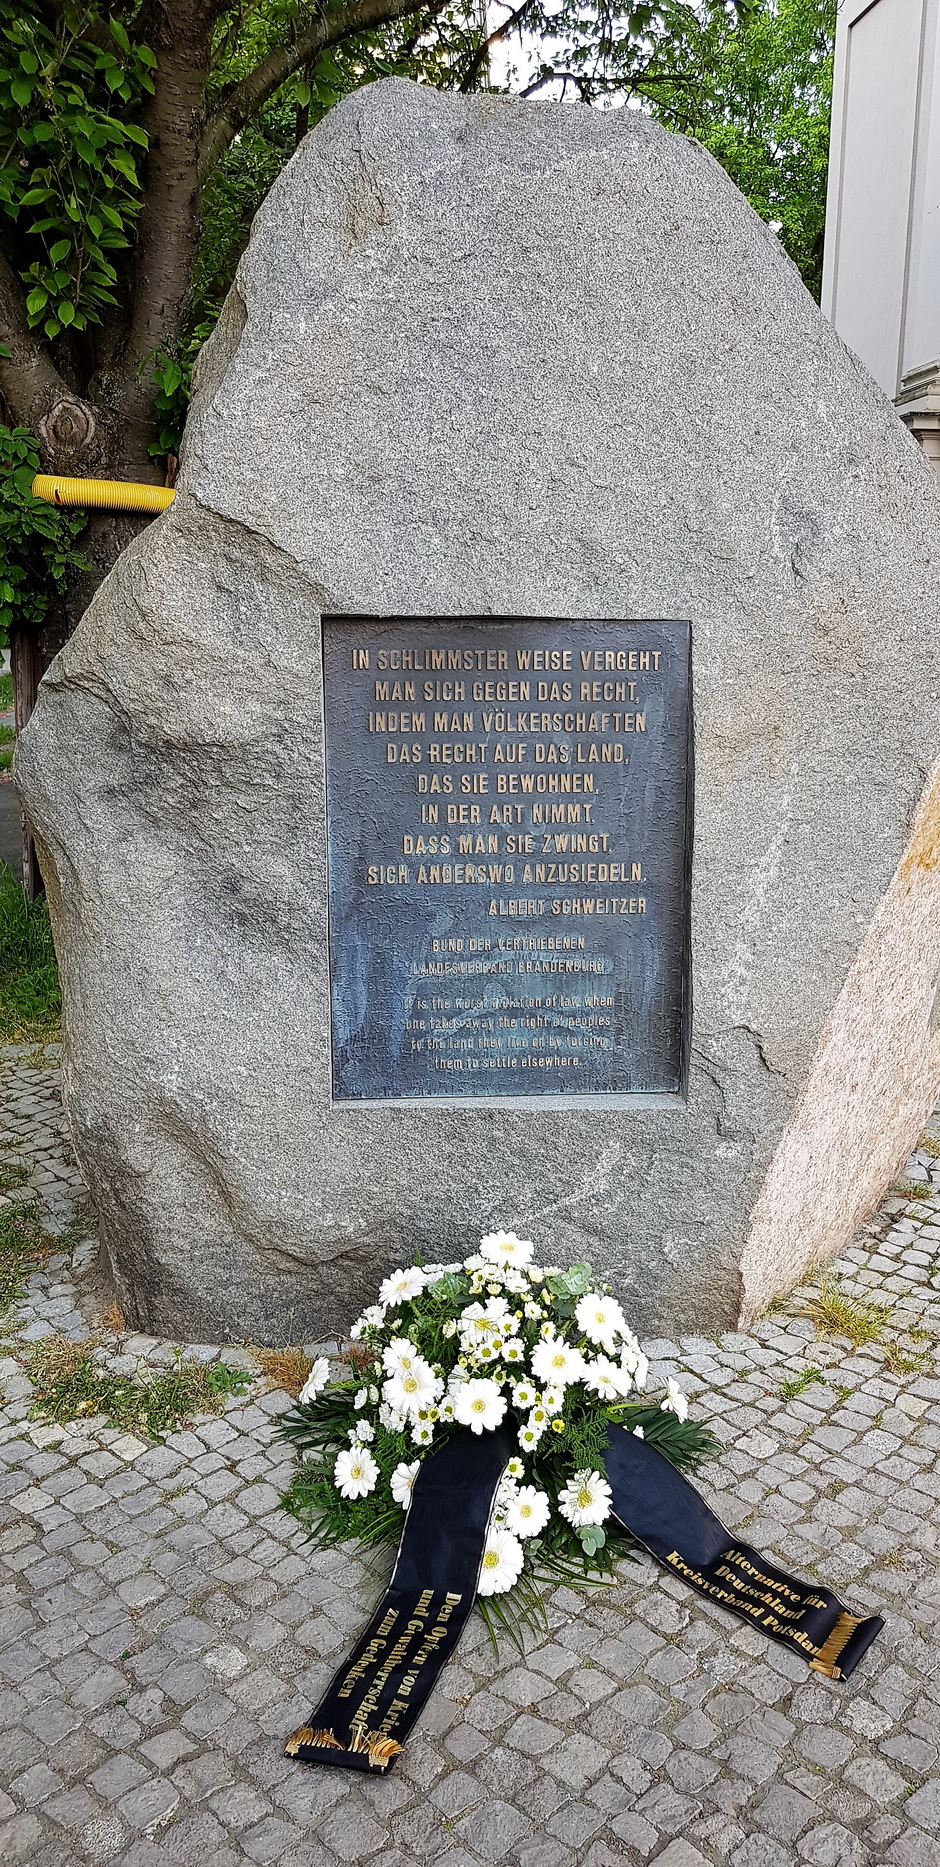 IN SCHLIMMSTER WEISE VERGEHT
MAN SICH GEGEN DAS RECHT,
INDEM MAN VÖLKERSCHAFTEN
DAS RECHT AUF DAS LAND,
DAS SIE BEWOHNEN,
IN DER ART NIMMT,
DASS MAN SIE ZWINGT,
SICH ANDERSWO ANZUSIEDELN.
ALBERT SCHWEITZER
BUND DER VERTRIEBENEN
LANDESVERBAND BRANDENBURG
It is the worst violation of law, when
one takes away the right of peoples
to the land they live on by forcing
them to settle elsewhere.
Den Opfern von Krieg
und Gewaltherrschaft
zum Gedenken
Alternative für
Deutschland
Kreisverband Potsdam